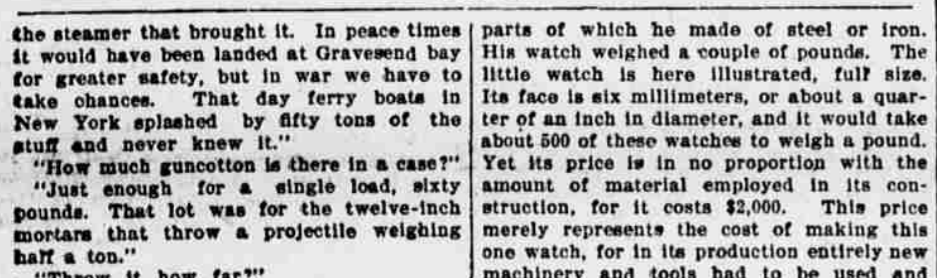 the steamer that brought it. In peace times
it would have been landed at Gravesend bay
for greater safety, but in war we have to
take chances. That day ferry boats in
New York splashed by fifty tons of the
stuff and never knew it."
"How much guncotton is there in a case?"
"Just enough for a single load, sixty
pounds. That lot was for the twelve-inch
mortars that throw a projectile weighing
half a ton."
"Throw it how far?"
parts of which he made of steel or iron.
His watch weighed a couple of pounds. The
little watch is here illustrated, full size.
Its face is six millimeters, or about a quar-
ter of an inch in diameter, and it would take
about 500 of these watches to weigh a pound.
Yet its price is in no proportion with the
amount of material employed in its con-
struction, for it costs $2,000. This price
merely represents the cost of making this
one watch, for in its production entirely new
machinery and tools had to be used and